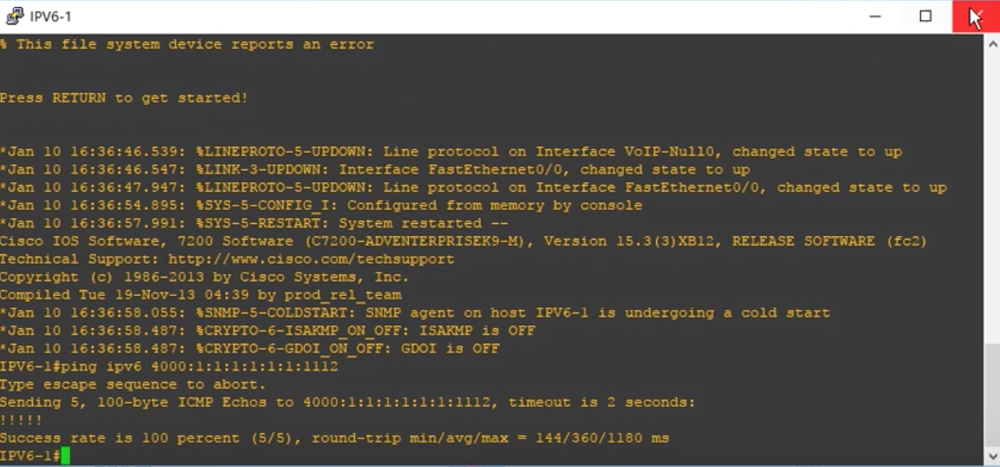 IPV6-1
% This file system device reports an error
Press RETURN to get started!
*Jan 10 16:36:46.539: %LINEPROTO-5-UPDOWN: Line protocol on Interface VoIP-Null0, changed state to up
*Jan 10 16:36:46.547: %LINK-3-UPDOWN: Interface FastEthernet0/0, changed state to up
*Jan 10 16:36:47.947: %LINEPROTO-5-UPDOWN: Line protocol on Interface FastEthernet0/0, changed state to up
*Jan 10 16:36:54.895: %SYS-5-CONFIG_I: Configured from memory by console
*Jan 10 16:36:57.991: %SYS-5-RESTART: System restarted --
Cisco IOS Software, 7200 Software (C7200-ADVENTERPRISEK9-M), Version 15.3(3)XB12, RELEASE SOFTWARE (fc2)
Technical Support: http://www.cisco.com/techsupport
Copyright (c) 1986-2013 by Cisco Systems, Inc.
Compiled Tue 19-Nov-13 04:39 by prod_rel_team
*Jan 10 16:36:58.055: %SNMP-5-COLDSTART: SNMP agent on host IPV6-1 is undergoing a cold start
*Jan 10 16:36:58.487: %CRYPTO-6-ISAKMP_ON_OFF: ISAKMP is OFF
*Jan 10 16:36:58.487: %CRYPTO-6-GDOI_ON_OFF: GDOI is OFF
IPV6-1#ping ipv6 4000:1:1:1:1:1:1:1112
Type escape sequence to abort.
Sending 5, 100-byte ICMP Echos to 4000:1:1:1:1:1:1:1112, timeout is 2 seconds:
!!!!!
Success rate is 100 percent (5/5), round-trip min/avg/max = 144/360/1180 ms
IPV6-1#